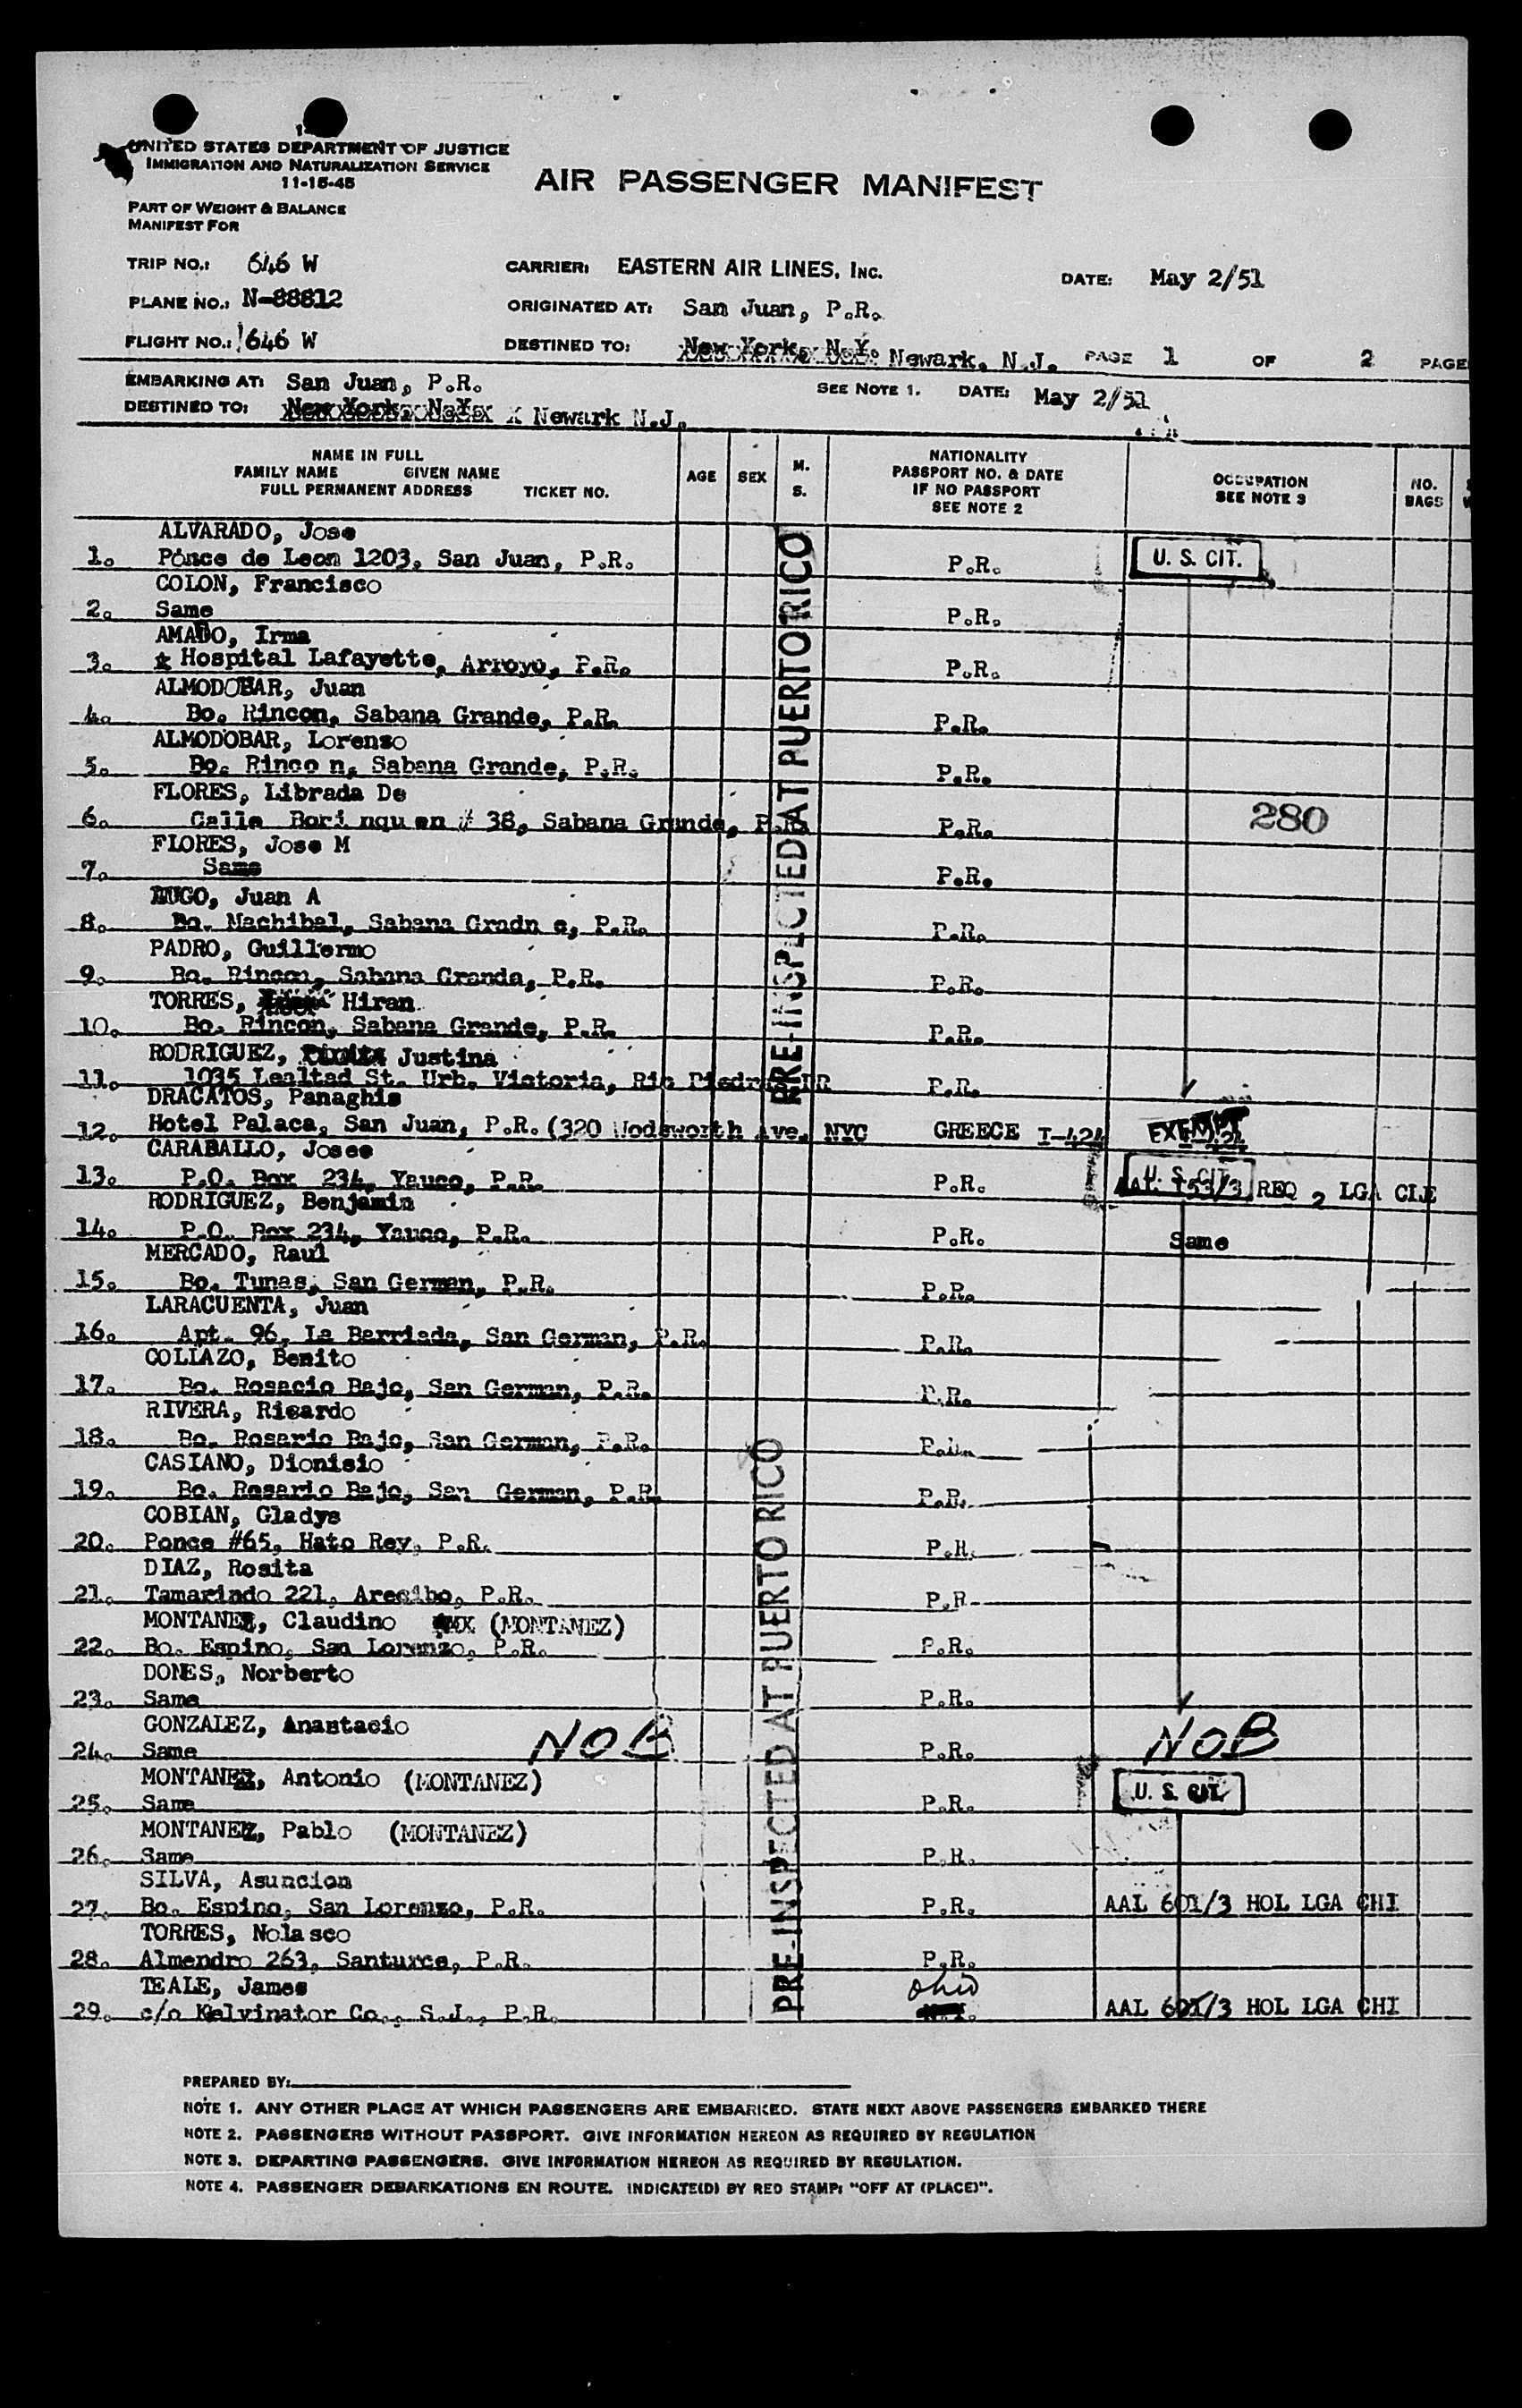 UNITED STATES DEPARTMENT OF JUSTICE
IMMIGRATION AND NATURALIZATION SERVICE
11-15-45
AIR PASSENGER MANIFEST
PART OF WEIGHT & BALANCE
MANIFEST FOR
TRIP NO.: 646 W
CARRIER: EASTERN AIR LINES, INC.
DATE: May 2/51
PLANE NO.: N-88812
ORIGINATED AT: San Juan, P.R.
FLIGHT NO.: 646 W
DESTINED TO: New York, N.Y. Newark. N.J. PAGE 1 OF 2 PAGE
EMBARKING AT: San Juan, P.R.
SEE NOTE 1. DATE: May 2/51
DESTINED TO: New York, N.Y. X Newark N.J.
NAME IN FULL
FAMILY NAME GIVEN NAME
FULL PERMANENT ADDRESS TICKET NO.
AGE
SEX
M.
S.
NATIONALITY
PASSPORT NO. & DATE
IF NO PASSPORT
SEE NOTE 2
OCCUPATION
SEE NOTE 3
NO.
BAGS
ALVARADO, Jose
1. Ponce de Leon 1203, San Juan, P.R. P.R. U. S. CIT.
COLON, Francisco
2. Same P.R.
AMADO, Irma
3. Hospital Lafayette, Arroyo, P.R. P.R.
ALMODOBAR, Juan
4. Bo. Rincon, Sabana Grande, P.R. P.R.
ALMODOBAR, Lorenso
5. Bo. Rinco n, Sabana Grande, P.R. P.R.
FLORES, Librada De
6. Calle Bori nqu en # 38, Sabana Grande, P.R. P.R. 280
FLORES, Jose M
7. Same P.R.
LUGO, Juan A
8. Bo. Machibal, Sabana Gradn e, P.R. P.R.
PADRO, Guillermo
9. Bo. Rincon, Sabana Granda, P.R. P.R.
TORRES, Hiran
10. Bo. Rincon, Sabana Grande, P.R. P.R.
RODRIGUEZ, Justina
11. 1035 Lealtad St. Urb. Victoria, Rio Piedras, PR P.R.
DRACATOS, Panaghis
12. Hotel Palaca, San Juan, P.R. (320 Wodsworth Ave. NYC GREECE I-424 EXEMPT
CARABALLO, Josee
13. P.O. Box 234, Yauco, P.R. P.R. U. S. CIT. AAL 153/3 REQ 2 LGA CLE
RODRIGUEZ, Benjamin
14. P.O. Box 234, Yauco, P.R. P.R. Same
MERCADO, Raul
15. Bo. Tunas, San German, P.R. P.R.
LARACUENTA, Juan
16. Apt. 96, La Barriada, San German, P.R. P.R.
COLLAZO, Benito
17. Bo. Rosacio Bajo, San German, P.R. P.R.
RIVERA, Ricardo
18. Bo. Rosario Bajo, San German, P.R. P.R.
CASIANO, Dionisio
19. Bo. Rosario Bajo, San German, P.R. P.R.
COBIAN, Gladys
20. Ponce #65, Hato Rey, P.R. P.R.
DIAZ, Rosita
21. Tamarindo 221, Arecibo, P.R. P.R
MONTANEZ, Claudino (MONTANEZ)
22. Bo. Espino, San Lorenzo, P.R. P.R.
DONES, Norberto
23. Same P.R.
GONZALEZ, Anastacio
24. Same NOB P.R. NOB
MONTANEZ, Antonio (MONTANEZ)
25. Same P.R. U. S. CIT.
MONTANEZ, Pablo (MONTANEZ)
26. Same P.R.
SILVA, Asuncion
27. Bo. Espino, San Lorenzo, P.R. P.R. AAL 601/3 HOL LGA CHI
TORRES, Nola sco
28. Almendro 263, Santurce, P.R. P.R.
TEALE, James
29. c/o Kelvinator Co., S.J., P.R. Ohio AAL 601/3 HOL LGA CHI
PRE-INSPECTED AT PUERTO RICO
PRE-INSPECTED AT PUERTO RICO
PREPARED BY:
NOTE 1. ANY OTHER PLACE AT WHICH PASSENGERS ARE EMBARKED. STATE NEXT ABOVE PASSENGERS EMBARKED THERE
NOTE 2. PASSENGERS WITHOUT PASSPORT. GIVE INFORMATION HEREON AS REQUIRED BY REGULATION
NOTE 3. DEPARTING PASSENGERS. GIVE INFORMATION HEREON AS REQUIRED BY REGULATION.
NOTE 4. PASSENGER DEBARKATIONS EN ROUTE. INDICATE(D) BY RED STAMP: "OFF AT (PLACE)".